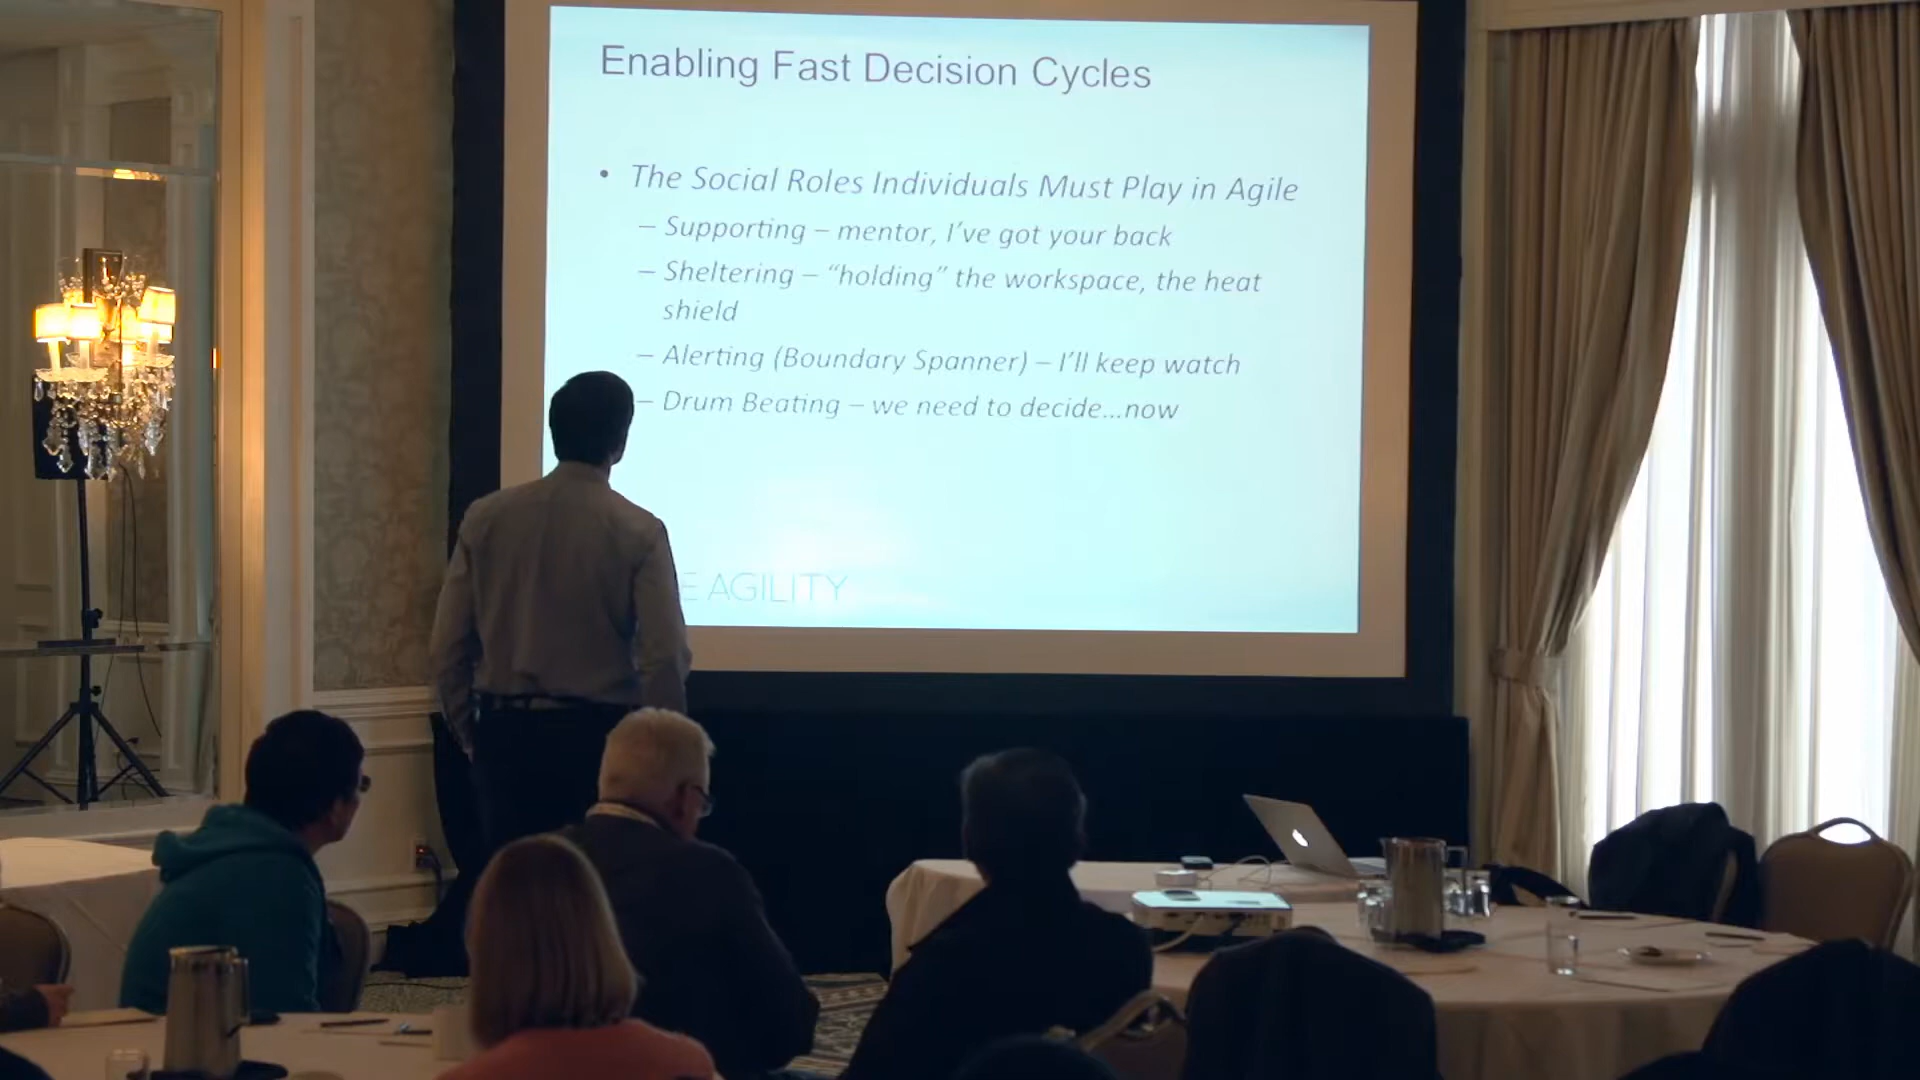 Enabling Fast Decision Cycles
• The Social Roles Individuals Must Play in Agile
– Supporting – mentor, I’ve got your back
– Sheltering – “holding” the workspace, the heat
shield
– Alerting (Boundary Spanner) – I’ll keep watch
– Drum Beating – we need to decide...now
E AGILITY